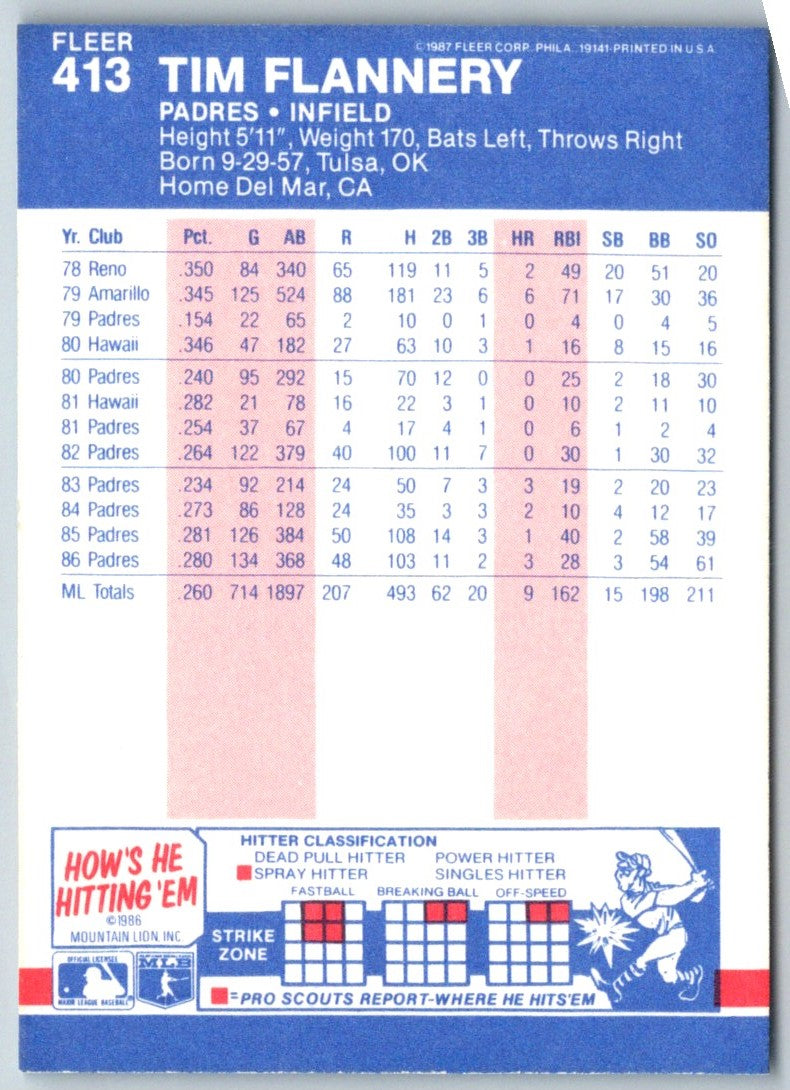 FLEER
© 1987 FLEER CORP. PHILA. 19141-PRINTED IN U S A
413 TIM FLANNERY
PADRES • INFIELD
Height 5'11", Weight 170, Bats Left, Throws Right
Born 9-29-57, Tulsa, OK
Home Del Mar, CA
Yr. Club Pct. G AB R H 2B 3B HR RBI SB BB SO
78 Reno .350 84 340 65 119 11 5 2 49 20 51 20
79 Amarillo .345 125 524 88 181 23 6 6 71 17 30 36
79 Padres .154 22 65 2 10 0 1 0 4 0 4 5
80 Hawaii .346 47 182 27 63 10 3 1 16 8 15 16
80 Padres .240 95 292 15 70 12 0 0 25 2 18 30
81 Hawaii .282 21 78 16 22 3 1 0 10 2 11 10
81 Padres .254 37 67 4 17 4 1 0 6 1 2 4
82 Padres .264 122 379 40 100 11 7 0 30 1 30 32
83 Padres .234 92 214 24 50 7 3 3 19 2 20 23
84 Padres .273 86 128 24 35 3 3 2 10 4 12 17
85 Padres .281 126 384 50 108 14 3 1 40 2 58 39
86 Padres .280 134 368 48 103 11 2 3 28 3 54 61
ML Totals .260 714 1897 207 493 62 20 9 162 15 198 211
HOW'S HE
HITTING 'EM
© 1986
MOUNTAIN LION, INC
HITTER CLASSIFICATION
DEAD PULL HITTER POWER HITTER
SPRAY HITTER SINGLES HITTER
FASTBALL BREAKING BALL OFF-SPEED
STRIKE
ZONE
=PRO SCOUTS REPORT-WHERE HE HITS'EM
OFFICIAL LICENSEE
MAJOR LEAGUE BASEBALL
MLB